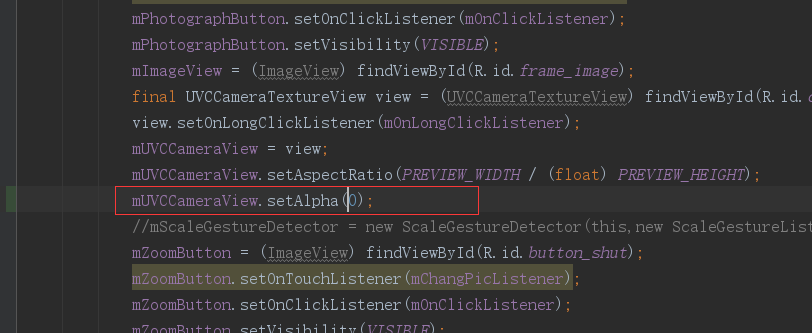 mPhotographButton.setOnClickListener(mOnClickListener);
mPhotographButton.setVisibility(VISIBLE);
mImageView = (ImageView) findViewById(R.id.frame_image);
final UVCCameraTextureView view = (UVCCameraTextureView) findViewById(R.id.c
view.setOnLongClickListener(mOnLongClickListener);
mUVCCameraView = view;
mUVCCameraView.setAspectRatio(PREVIEW_WIDTH / (float) PREVIEW_HEIGHT);
mUVCCameraView.setAlpha(0);
//mScaleGestureDetector = new ScaleGestureDetector(this,new ScaleGestureList
mZoomButton = (ImageView) findViewById(R.id.button_shut);
mZoomButton.setOnTouchListener(mChangPicListener);
mZoomButton.setOnClickListener(mOnClickListener);
mZoomButton.setVisibility(VISIBLE);